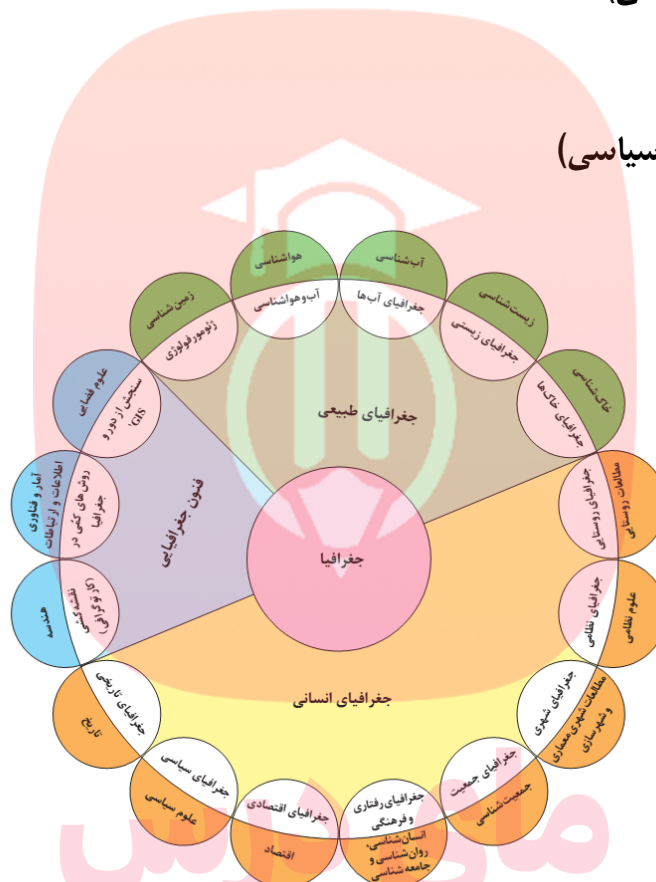 سیاسی)
هواشناسی
آب‌و‌هواشناسی
آب‌شناسی
جغرافیای آب‌ها
زیست‌شناسی
جغرافیای زیستی
خاک‌شناسی
جغرافیای خاک‌ها
زمین‌شناسی
ژئومورفولوژی
جغرافیای طبیعی
علوم فضایی
سنجش از دور و
GIS،
آمار و فناوری
اطلاعات و ارتباطات
روش‌های کمی در
جغرافیا
هندسه
نقشه‌کشی
(کارتوگرافی)
فنون جغرافیایی
جغرافیا
مطالعات روستایی
جغرافیای روستایی
علوم نظامی
جغرافیای نظامی
مطالعات شهری معماری
و شهرسازی
جغرافیای شهری
جغرافیای جمعیت
جمعیت‌شناسی
جغرافیای رفتاری
و فرهنگی
انسان‌شناسی،
روان‌شناسی و
جامعه‌شناسی
جغرافیای اقتصادی
اقتصاد
جغرافیای سیاسی
علوم سیاسی
جغرافیای تاریخی
تاریخ
جغرافیای انسانی
مای درس